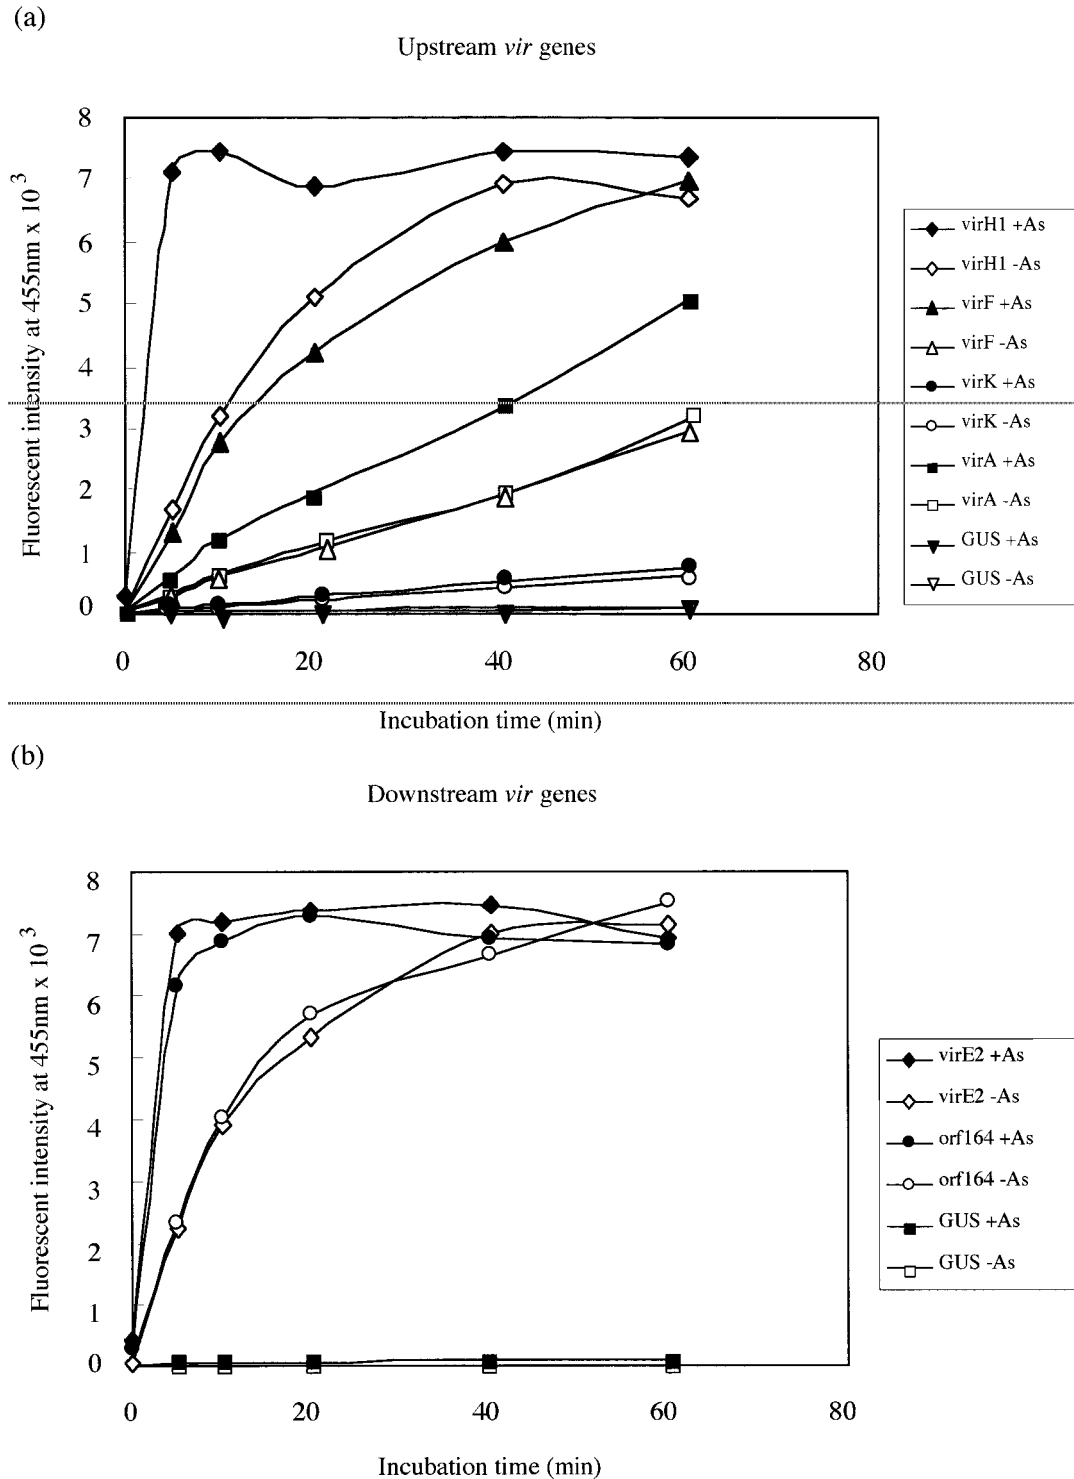 (a)
Upstream vir genes
Fluorescent intensity at 455nm x 10 3
8
7
6
5
4
3
2
1
0
0 20 40 60 80
Incubation time (min)
virH1 +As
virH1 -As
virF +As
virF -As
virK +As
virK -As
virA +As
virA -As
GUS +As
GUS -As
(b)
Downstream vir genes
Fluorescent intensity at 455nm x 10 3
8
7
6
5
4
3
2
1
0
0 20 40 60 80
Incubation time (min)
virE2 +As
virE2 -As
orf164 +As
orf164 -As
GUS +As
GUS -As